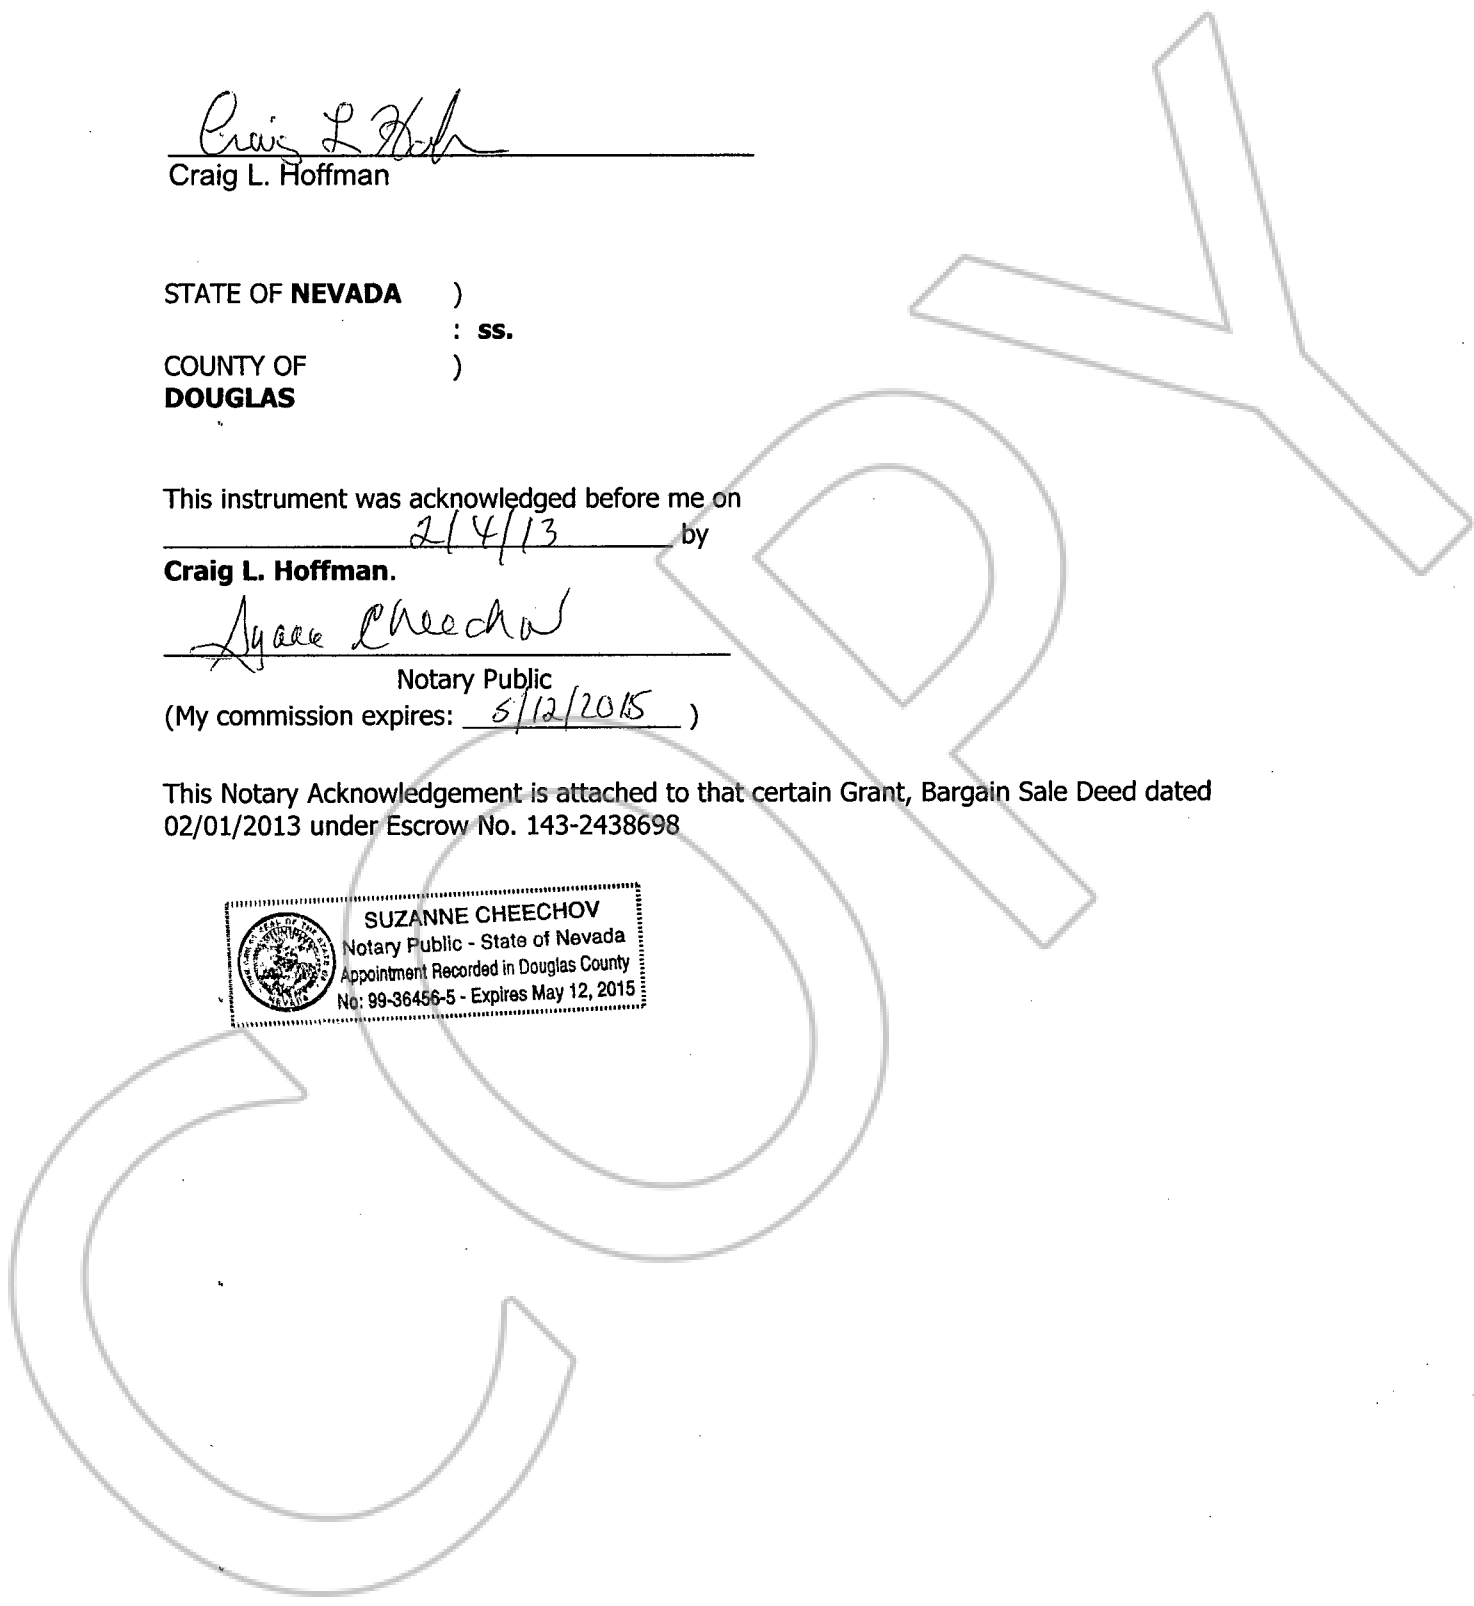 Craig L Hoffman
Craig L. Hoffman
STATE OF NEVADA )
: ss.
COUNTY OF )
DOUGLAS
This instrument was acknowledged before me on
2/4/13 by
Craig L. Hoffman.
Cheechov
Notary Public
(My commission expires: 5/12/2015 )
This Notary Acknowledgement is attached to that certain Grant, Bargain Sale Deed dated
02/01/2013 under Escrow No. 143-2438698
SUZANNE CHEECHOV
Notary Public - State of Nevada
Appointment Recorded in Douglas County
No: 99-36456-5 - Expires May 12, 2015
COPY